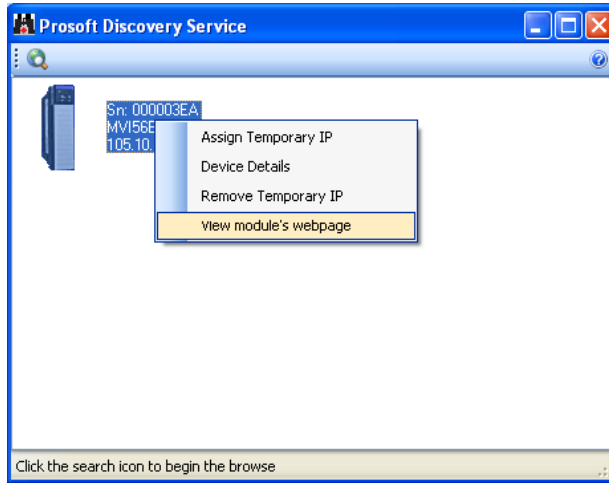 Prosoft Discovery Service
Sn: 000003EA
MVI56E
105.10.
Assign Temporary IP
Device Details
Remove Temporary IP
View module's webpage
Click the search icon to begin the browse